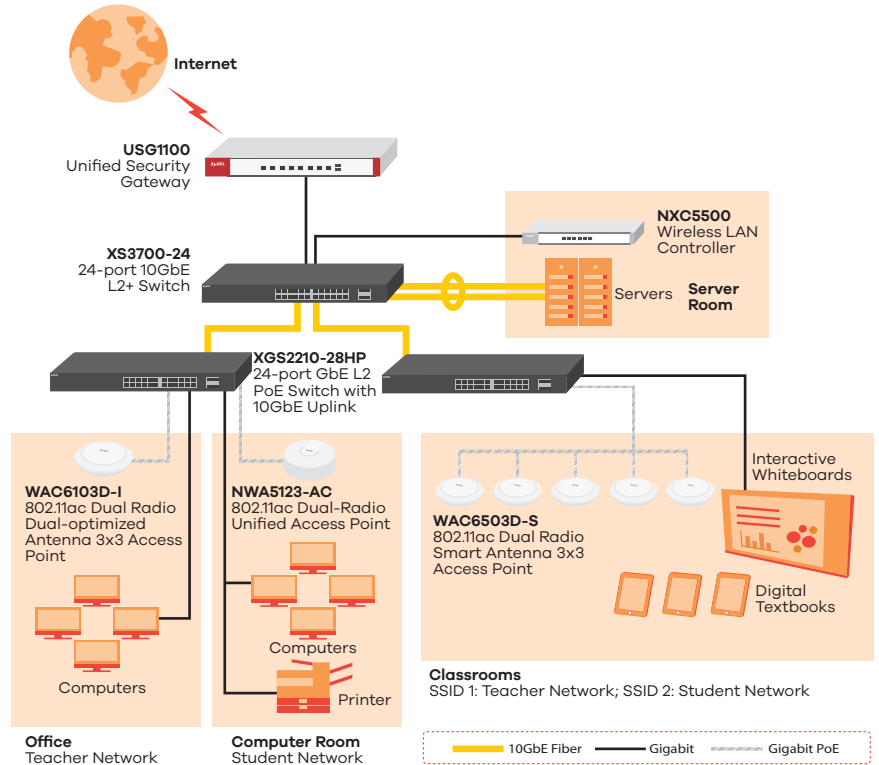 Internet
USG1100
Unified Security
Gateway
ZyXEL
NXC5500
Wireless LAN
Controller
XS3700-24
24-port 10GbE
L2+ Switch
Servers
Server
Room
XGS2210-28HP
24-port GbE L2
PoE Switch with
10GbE Uplink
WAC6103D-I
802.11ac Dual Radio
Dual-optimized
Antenna 3x3 Access
Point
NWA5123-AC
802.11ac Dual-Radio
Unified Access Point
WAC6503D-S
802.11ac Dual Radio
Smart Antenna 3x3
Access Point
Interactive
Whiteboards
Digital
Textbooks
Computers
Computers
Printer
Classrooms
SSID 1: Teacher Network; SSID 2: Student Network
Office
Teacher Network
Computer Room
Student Network
10GbE Fiber
Gigabit
Gigabit PoE